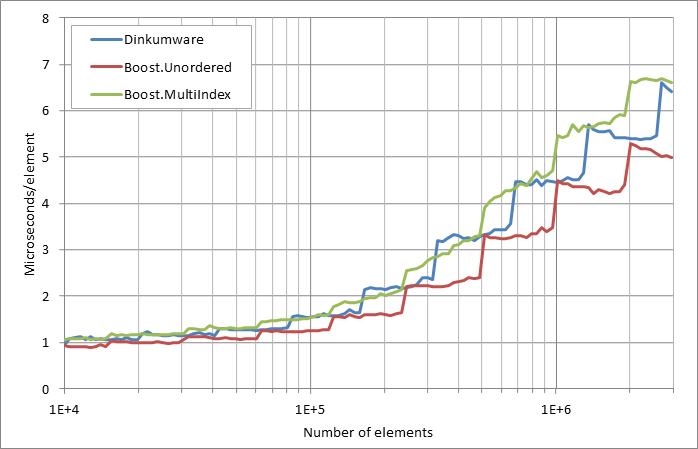 8
7
6
5
4
3
2
1
0
Microseconds/element
Dinkumware
Boost.Unordered
Boost.MultiIndex
1E+4
1E+5
1E+6
Number of elements